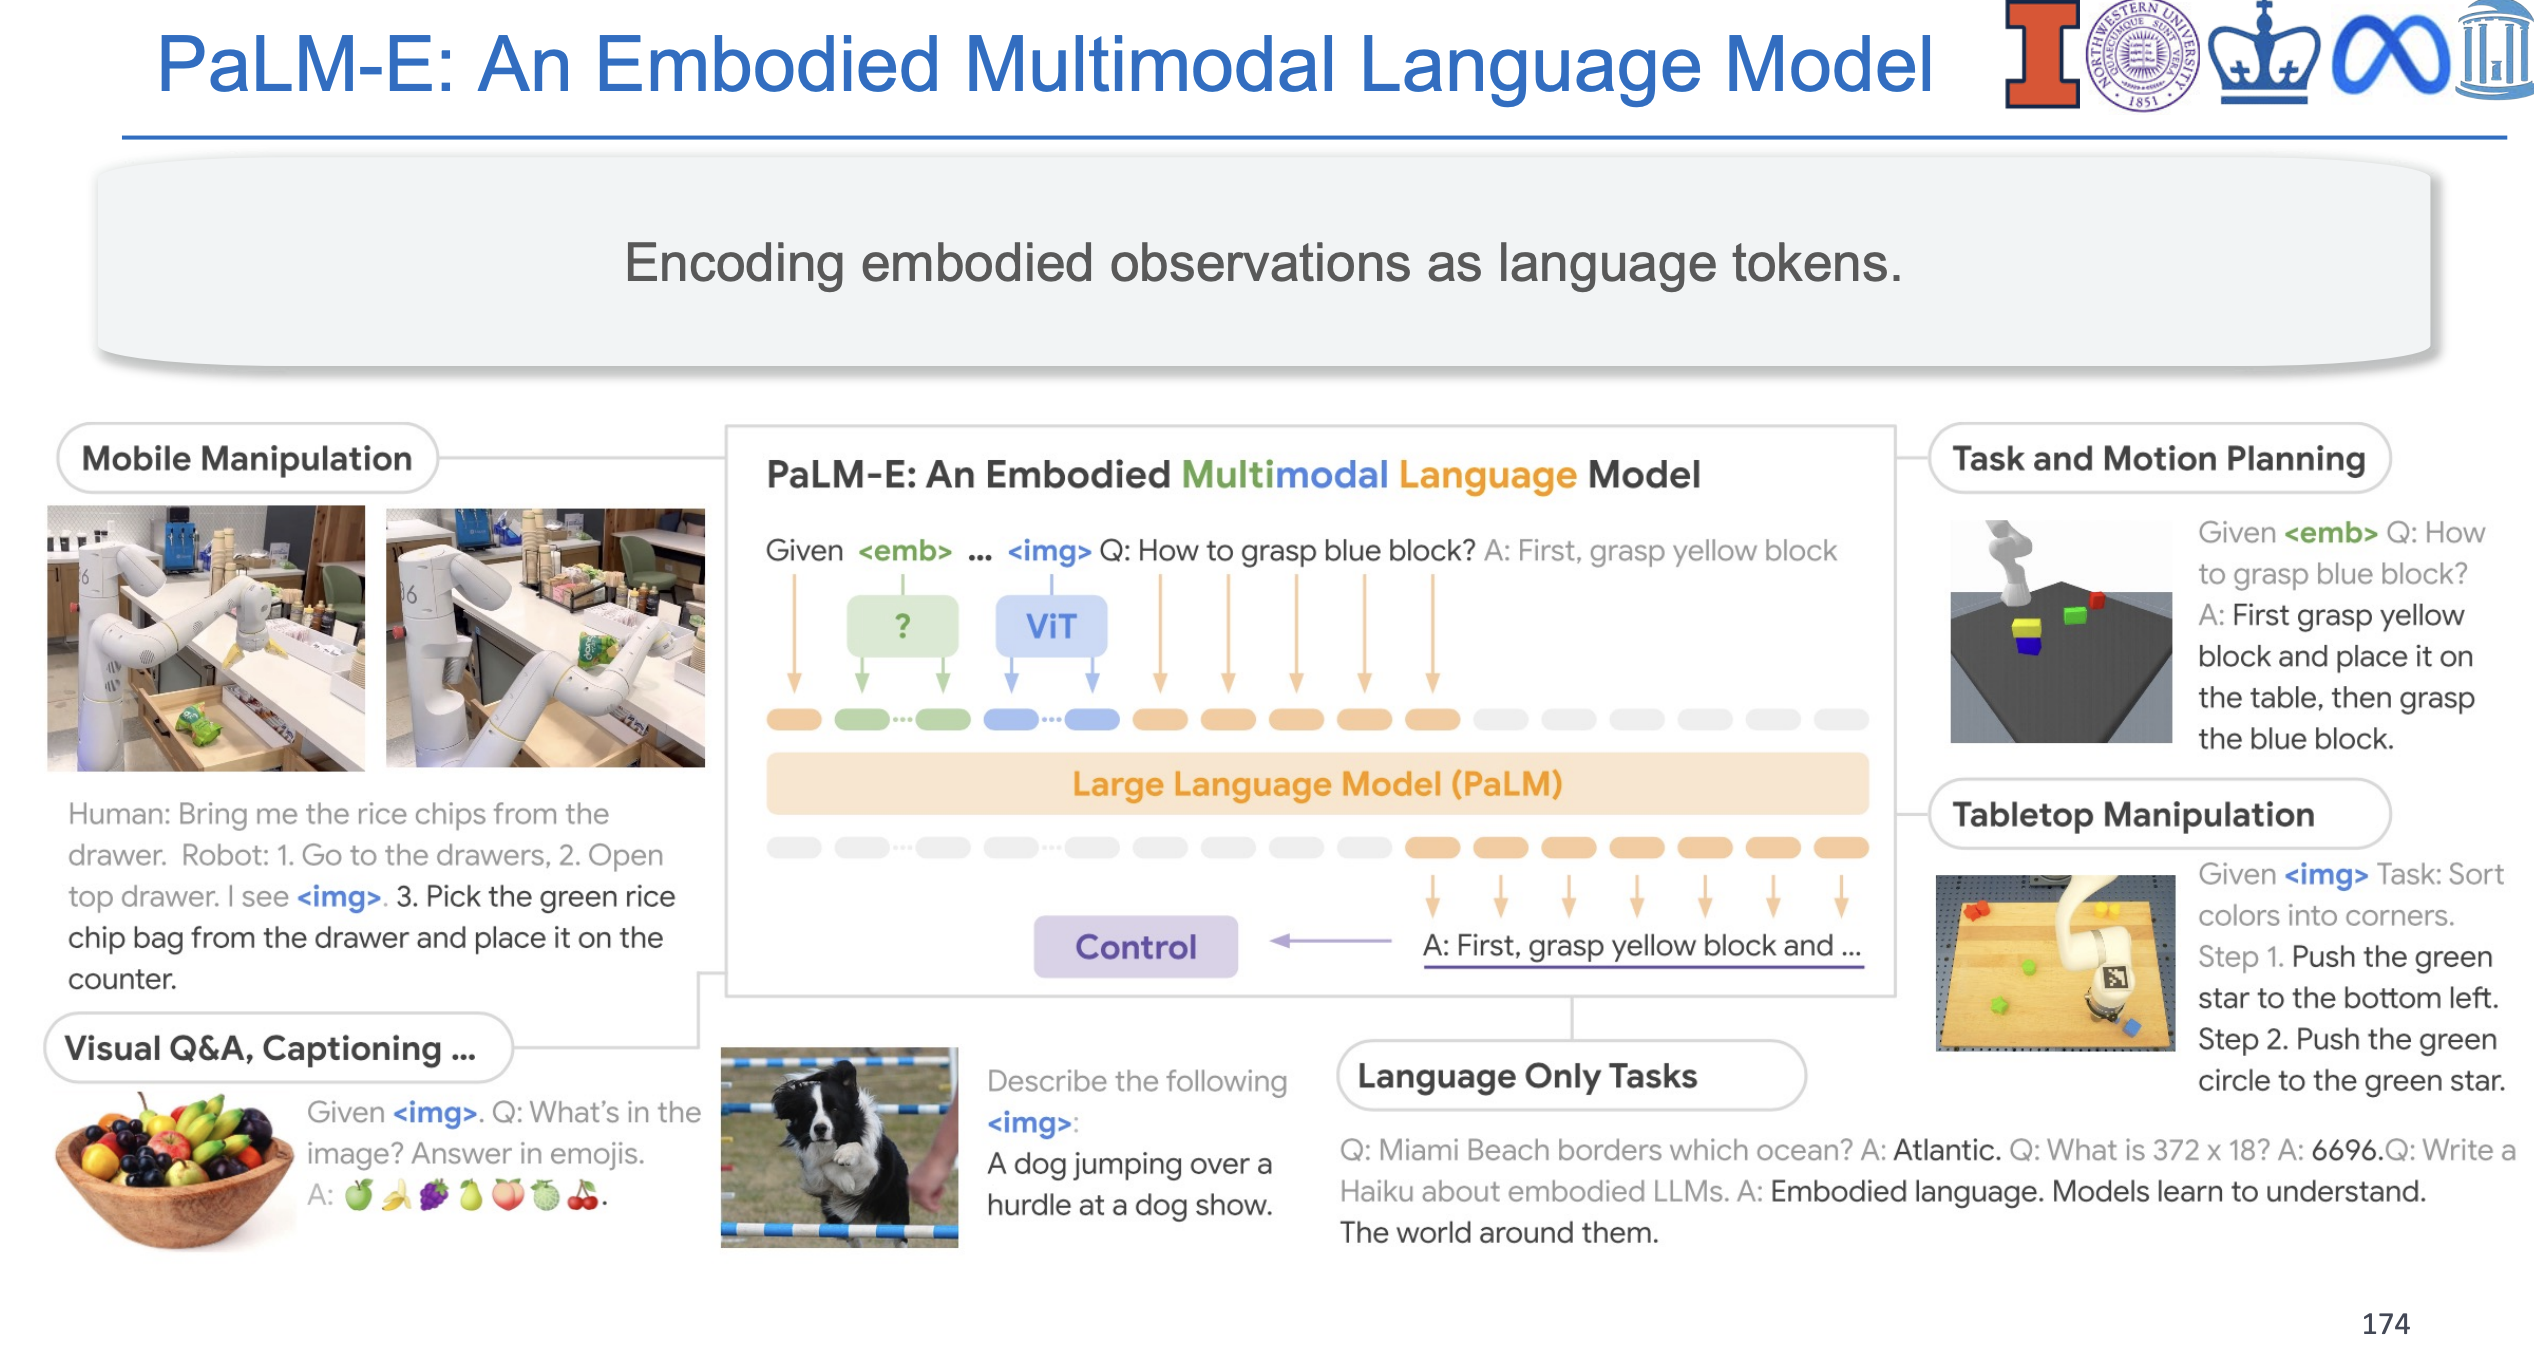 PaLM-E: An Embodied Multimodal Language Model
NORTHWESTERN UNIVERSITY
QUAECUMQUE SUNT VERA
1851
Encoding embodied observations as language tokens.
Mobile Manipulation
6
6
Human: Bring me the rice chips from the
drawer. Robot: 1. Go to the drawers, 2. Open
top drawer. I see <img>. 3. Pick the green rice
chip bag from the drawer and place it on the
counter.
Visual Q&A, Captioning ...
Given <img>. Q: What's in the
image? Answer in emojis.
A: 🍏 🍌 🍇 🍐 🍑 🍈 🍒.
PaLM-E: An Embodied Multimodal Language Model
Given <emb> ... <img> Q: How to grasp blue block? A: First, grasp yellow block
?
ViT
Large Language Model (PaLM)
Control
A: First, grasp yellow block and ...
Describe the following
<img>:
A dog jumping over a
hurdle at a dog show.
Language Only Tasks
Q: Miami Beach borders which ocean? A: Atlantic. Q: What is 372 x 18? A: 6696.Q: Write a
Haiku about embodied LLMs. A: Embodied language. Models learn to understand.
The world around them.
Task and Motion Planning
Given <emb> Q: How
to grasp blue block?
A: First grasp yellow
block and place it on
the table, then grasp
the blue block.
Tabletop Manipulation
Given <img> Task: Sort
colors into corners.
Step 1. Push the green
star to the bottom left.
Step 2. Push the green
circle to the green star.
174